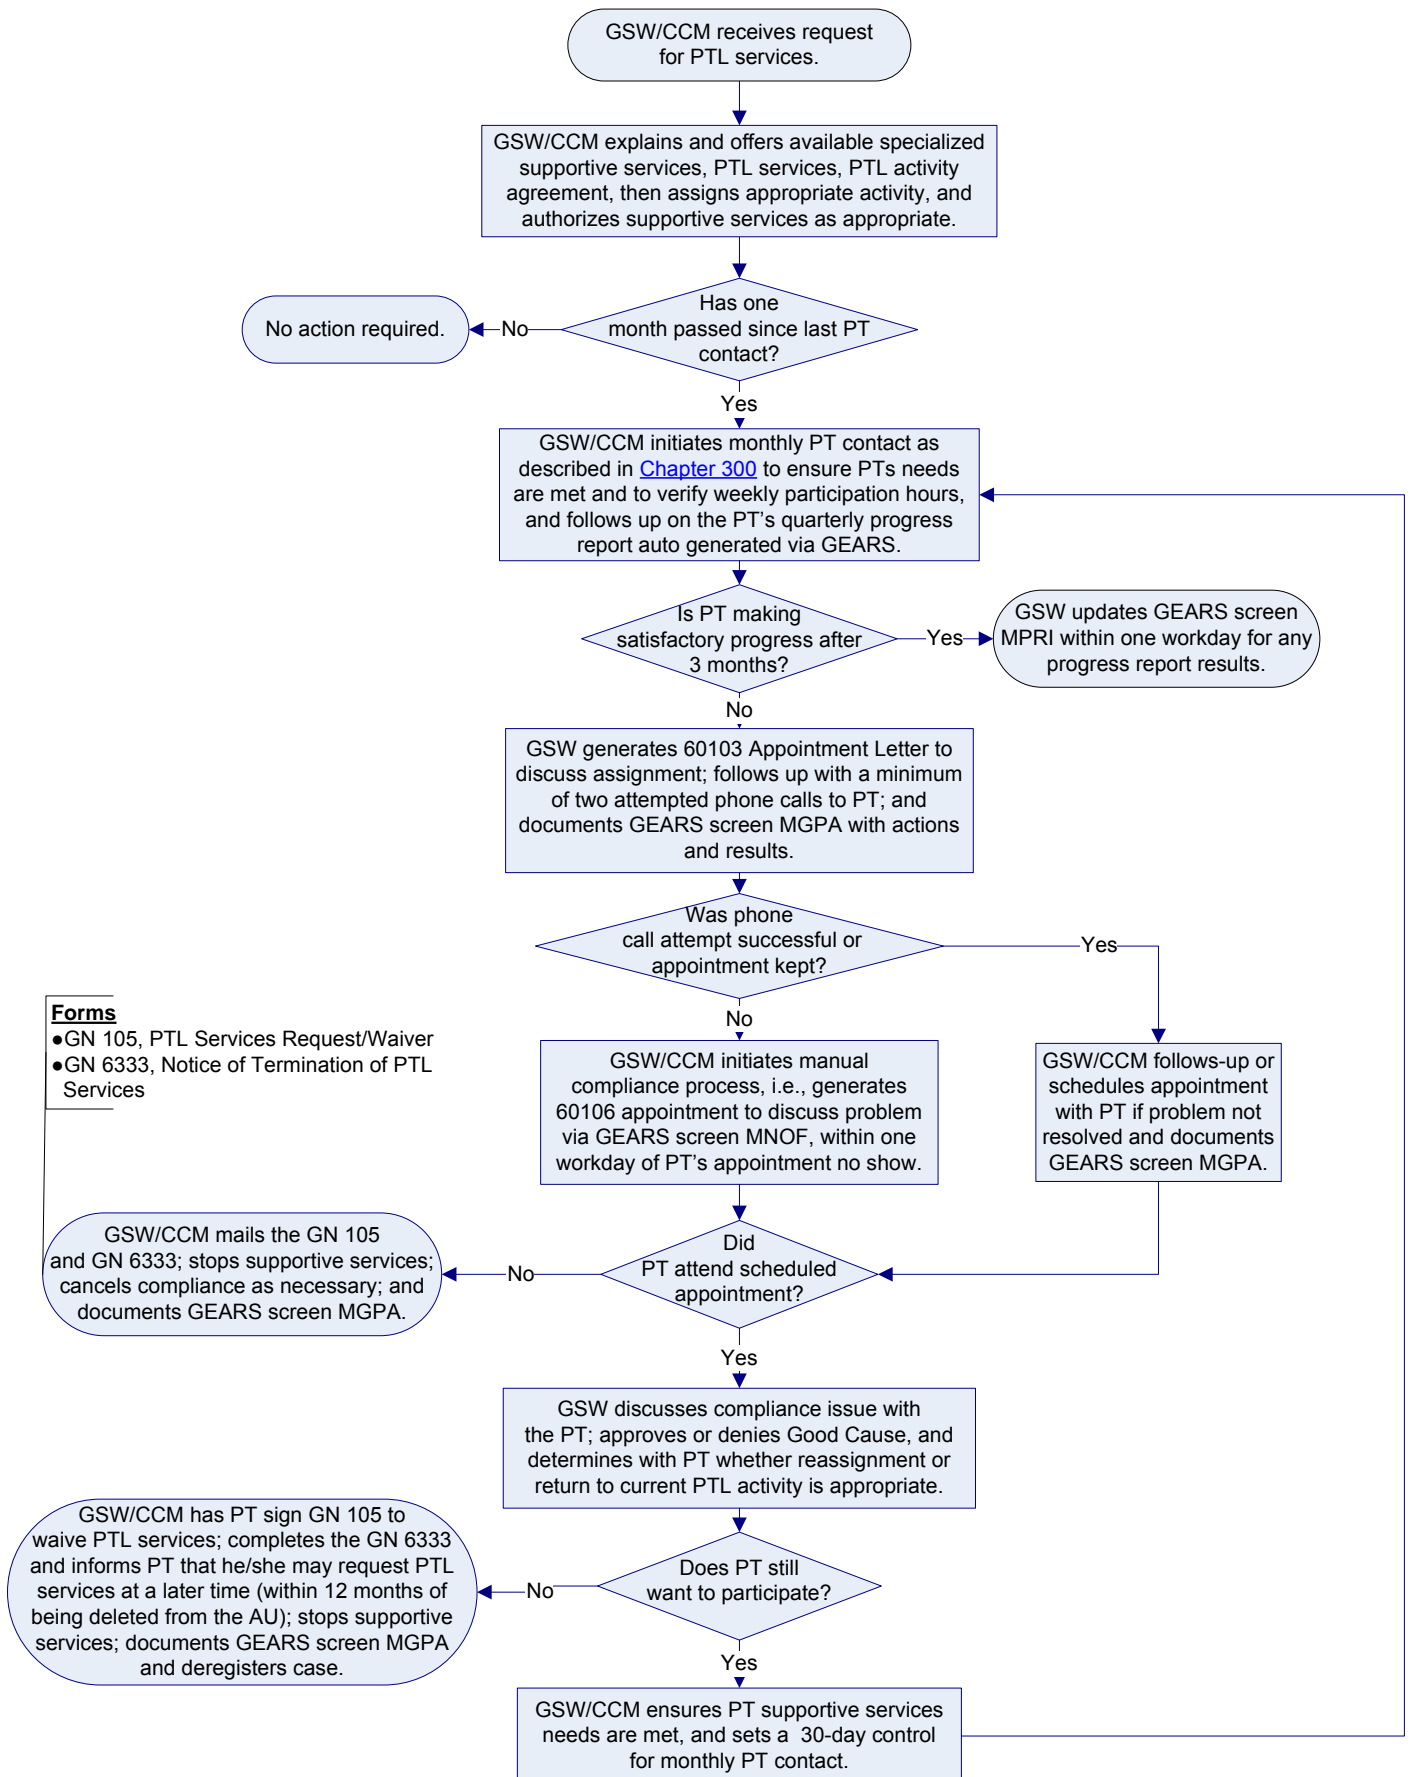 GSW/CCM receives request
for PTL services.
GSW/CCM explains and offers available specialized
supportive services, PTL services, PTL activity
agreement, then assigns appropriate activity, and
authorizes supportive services as appropriate.
Has one
month passed since last PT
contact?
No
No action required.
Yes
GSW/CCM initiates monthly PT contact as
described in Chapter 300 to ensure PTs needs
are met and to verify weekly participation hours,
and follows up on the PT’s quarterly progress
report auto generated via GEARS.
Is PT making
satisfactory progress after
3 months?
Yes
GSW updates GEARS screen
MPRI within one workday for any
progress report results.
No
GSW generates 60103 Appointment Letter to
discuss assignment; follows up with a minimum
of two attempted phone calls to PT; and
documents GEARS screen MGPA with actions
and results.
Was phone
call attempt successful or
appointment kept?
Yes
No
Forms
●GN 105, PTL Services Request/Waiver
●GN 6333, Notice of Termination of PTL
Services
GSW/CCM initiates manual
compliance process, i.e., generates
60106 appointment to discuss problem
via GEARS screen MNOF, within one
workday of PT’s appointment no show.
GSW/CCM follows-up or
schedules appointment
with PT if problem not
resolved and documents
GEARS screen MGPA.
Did
PT attend scheduled
appointment?
No
GSW/CCM mails the GN 105
and GN 6333; stops supportive services;
cancels compliance as necessary; and
documents GEARS screen MGPA.
Yes
GSW discusses compliance issue with
the PT; approves or denies Good Cause, and
determines with PT whether reassignment or
return to current PTL activity is appropriate.
Does PT still
want to participate?
No
GSW/CCM has PT sign GN 105 to
waive PTL services; completes the GN 6333
and informs PT that he/she may request PTL
services at a later time (within 12 months of
being deleted from the AU); stops supportive
services; documents GEARS screen MGPA
and deregisters case.
Yes
GSW/CCM ensures PT supportive services
needs are met, and sets a  30-day control
for monthly PT contact.